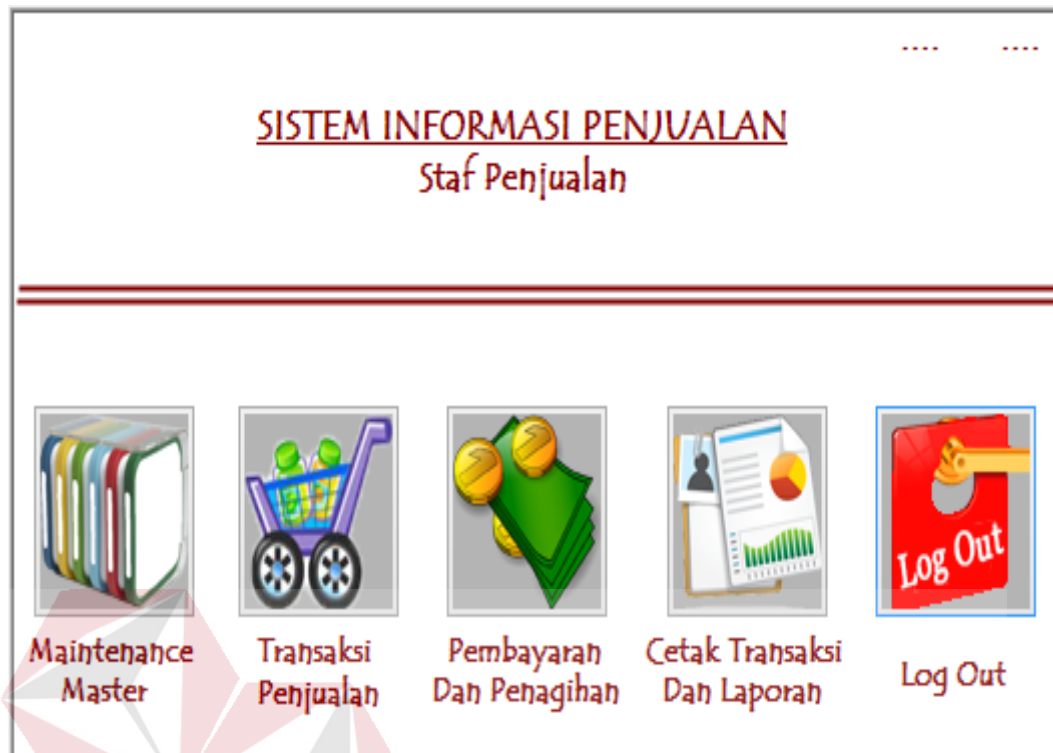 ---- ----
SISTEM INFORMASI PENJUALAN
Staf Penjualan
Log Out
Maintenance Master
Transaksi Penjualan
Pembayaran Dan Penagihan
Cetak Transaksi Dan Laporan
Log Out